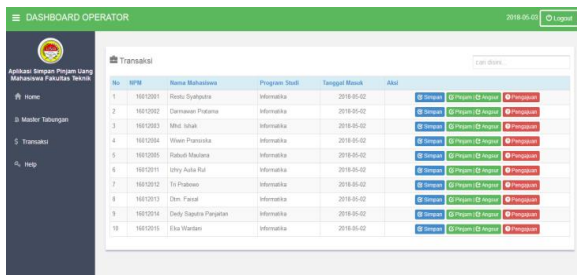 DASHBOARD OPERATOR
2018-05-03 Logout
Aplikasi Simpan Pinjam Uang
Mahasiswa Fakultas Teknik
Home
Master Tabungan
$ Transaksi
Help
Transaksi
cari disini...
No NPM Nama Mahasiswa Program Studi Tanggal Masuk Aksi
1 16012001 Restu Syahputra Informatika 2018-05-02 Simpan Pinjam | Angsur Pengajuan
2 16012002 Darmawan Pratama Informatika 2018-05-02 Simpan Pinjam | Angsur Pengajuan
3 16012003 Mhd. Ishak Informatika 2018-05-02 Simpan Pinjam | Angsur Pengajuan
4 16012004 Wiwin Informatika 2018-05-02 Simpan Pinjam | Angsur Pengajuan
5 16012005 Maulana Informatika 2018-05-02 Simpan Pinjam | Angsur Pengajuan
6 16012011 Aulia Informatika 2018-05-02 Simpan Pinjam | Angsur Pengajuan
7 16012012 Tri Prabowo Informatika 2018-05-02 Simpan Pinjam | Angsur Pengajuan
8 16012013 Faisal Informatika 2018-05-02 Simpan Pinjam | Angsur Pengajuan
9 16012014 Dedy Saputra Panjaitan Informatika 2018-05-02 Simpan Pinjam | Angsur Pengajuan
10 16012015 Eka Wardani Informatika 2018-05-02 Simpan Pinjam | Angsur Pengajuan